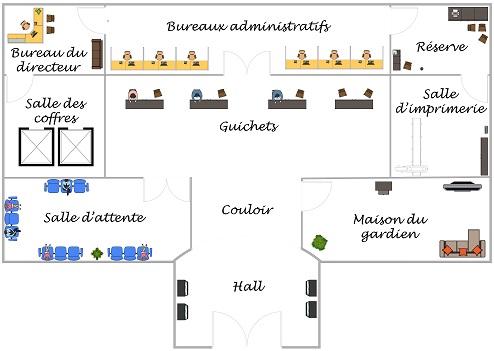 Bureaux administratifs
Bureau du
directeur
Réserve
Salle des
coffres
Salle
d'imprimerie
Guichets
Salle d'attente
Couloir
Maison du
gardien
Hall